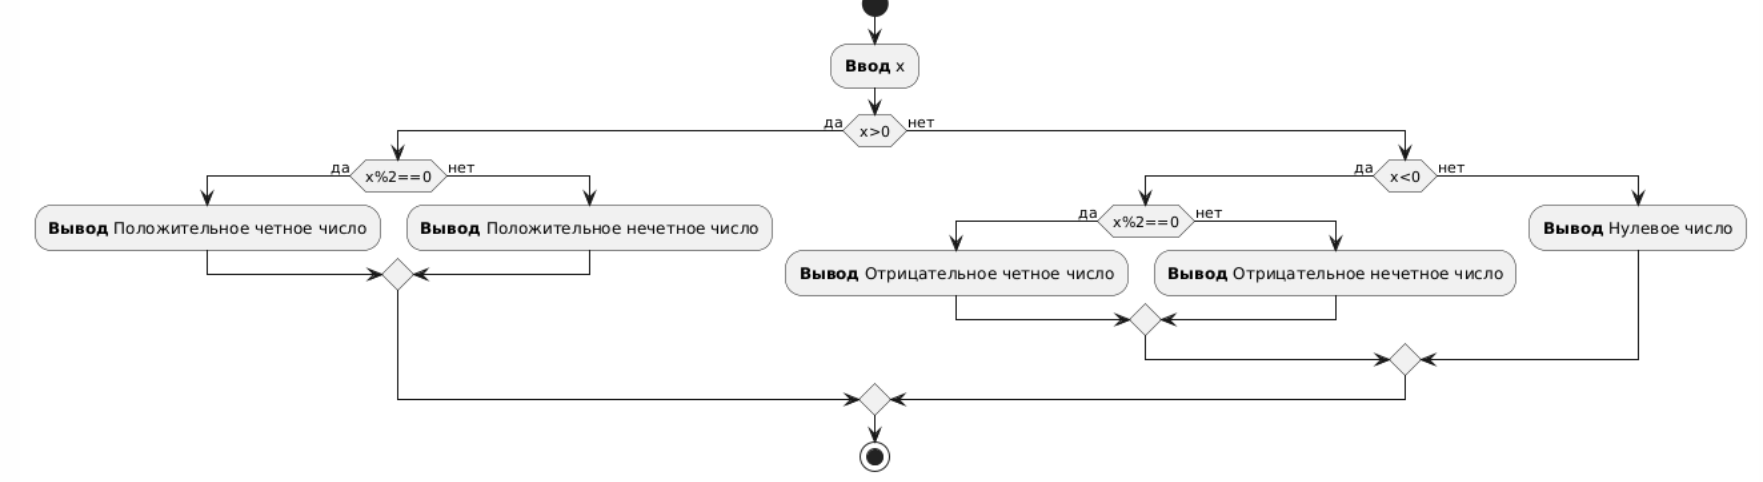 Ввод x
да
x>0
нет
да
x%2==0
нет
да
x<0
нет
Вывод Положительное четное число
Вывод Положительное нечетное число
да
x%2==0
нет
Вывод Нулевое число
Вывод Отрицательное четное число
Вывод Отрицательное нечетное число